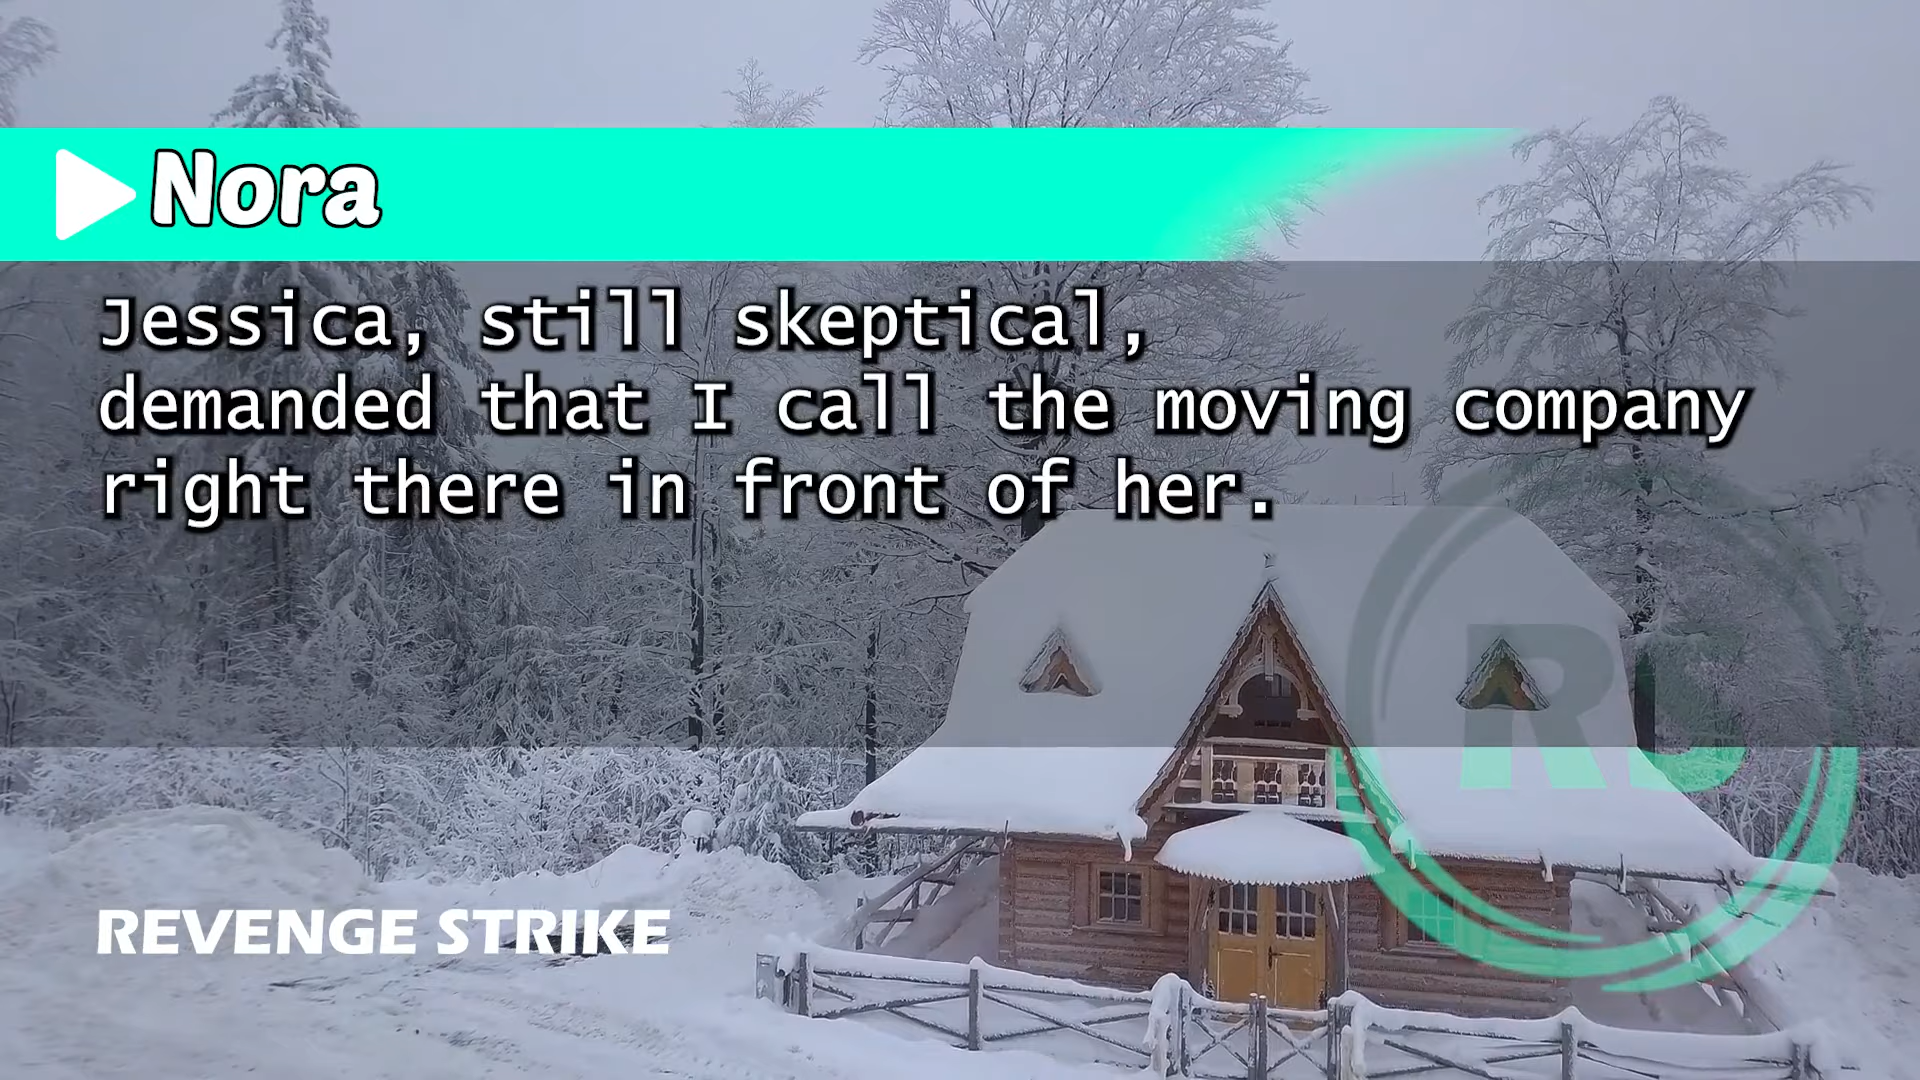 Nora
Jessica, still skeptical,
demanded that I call the moving company
right there in front of her.
REVENGE STRIKE